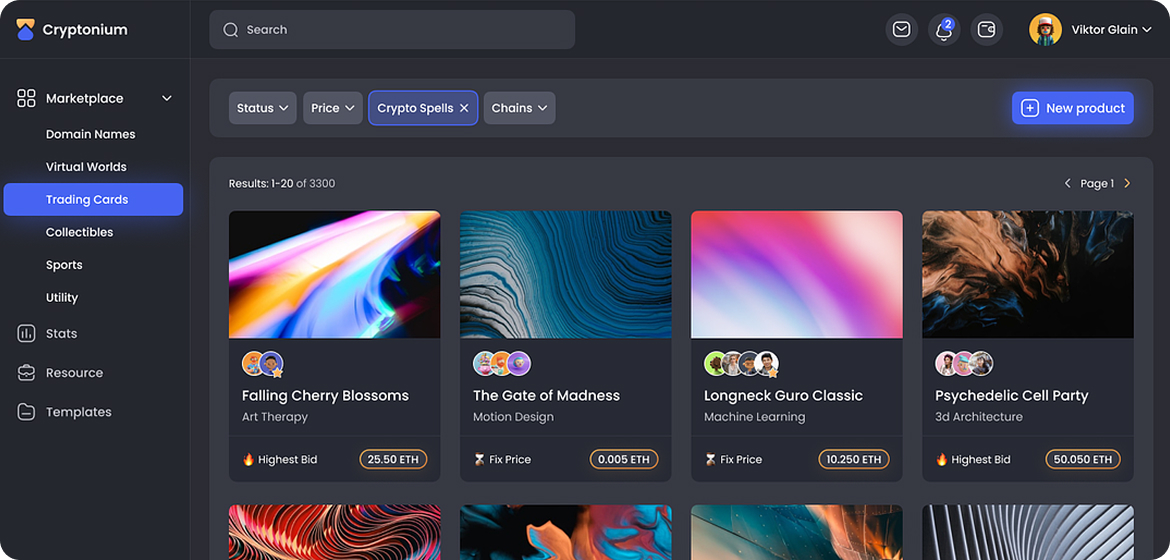 Cryptonium
Search
2
Viktor Glain
Marketplace
Domain Names
Virtual Worlds
Trading Cards
Collectibles
Sports
Utility
Stats
Resource
Templates
Status
Price
Crypto Spells
Chains
New product
Results: 1-20 of 3300
Page 1
Falling Cherry Blossoms
Art Therapy
Highest Bid
25.50 ETH
The Gate of Madness
Motion Design
Fix Price
0.005 ETH
Longneck Guro Classic
Machine Learning
Fix Price
10.250 ETH
Psychedelic Cell Party
3d Architecture
Highest Bid
50.050 ETH